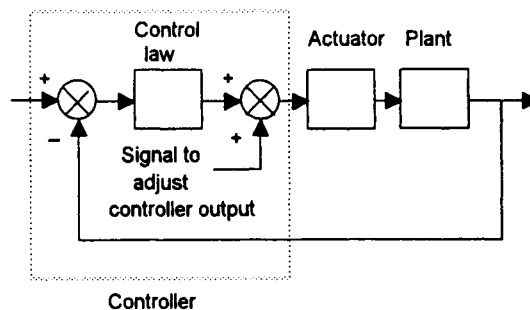 Control
law
Actuator
Plant
+
+
−
+
Signal to
adjust
controller output
Controller